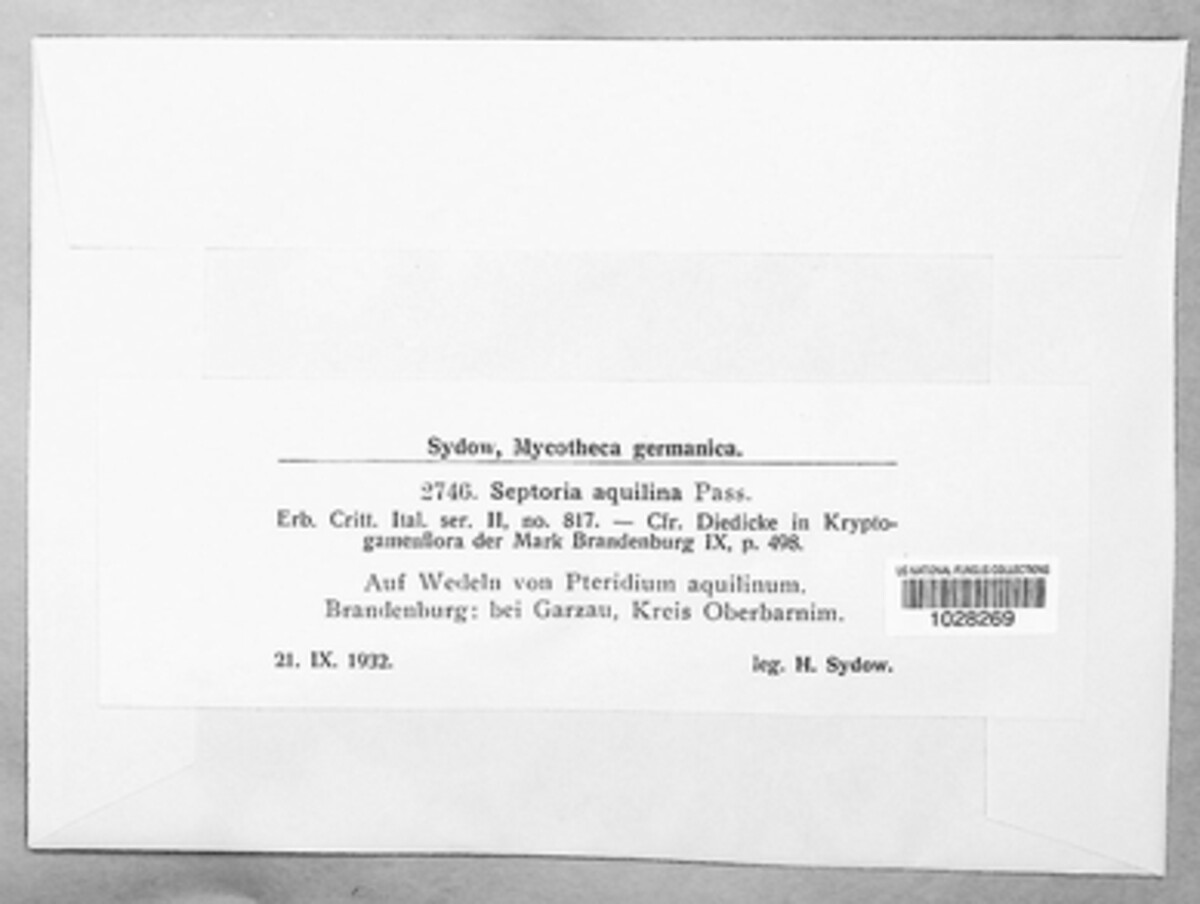 Sydow, Mycotheca germanica.
2746. Septoria aquilina Pass.
Erb. Critt. Ital. ser. II, no. 817. — Cfr. Diedicke in Krypto-
gamenflora der Mark Brandenburg IX, p. 498.
Auf Wedeln von Pteridium aquilinum.
Brandenburg: bei Garzau, Kreis Oberbarnim.
US NATIONAL FUNGUS COLLECTIONS
1028269
21. IX. 1932.
leg. H. Sydow.